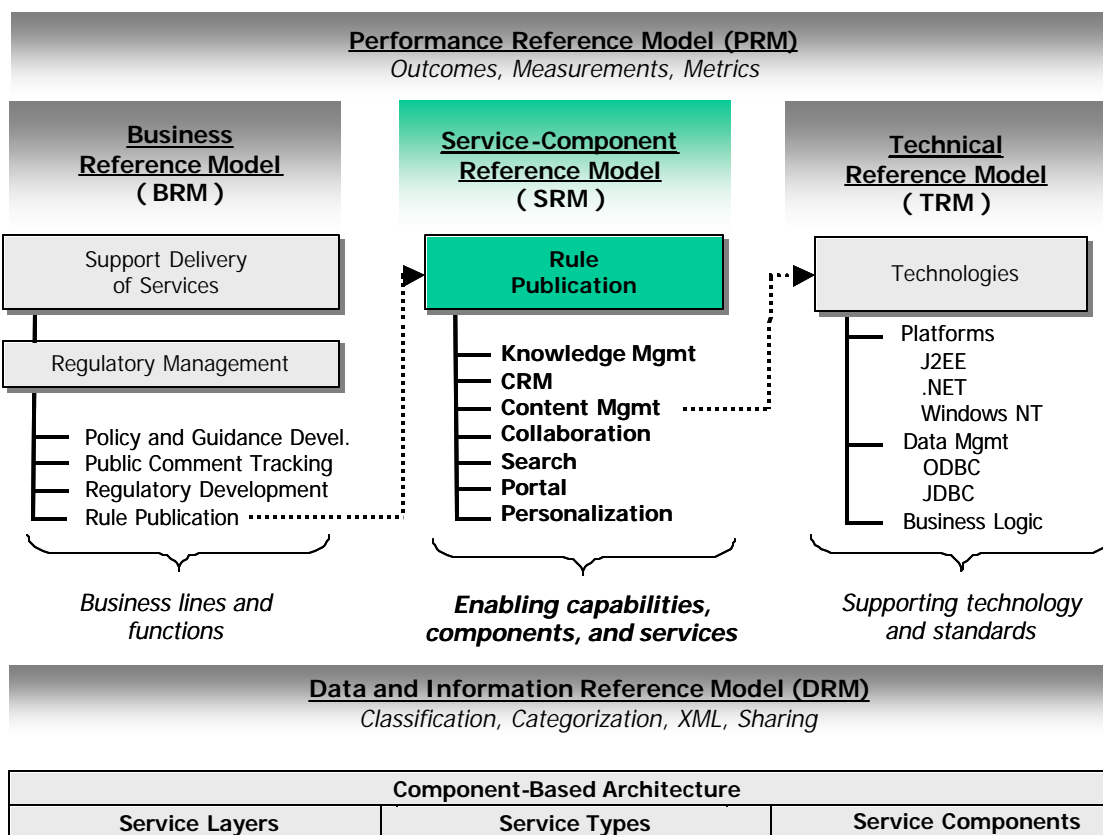 Performance Reference Model (PRM)
Outcomes, Measurements, Metrics
Business
Reference Model
( BRM )
Support Delivery
of Services
Regulatory Management
Policy and Guidance Devel.
Public Comment Tracking
Regulatory Development
Rule Publication
Business lines and
functions
Service-Component
Reference Model
( SRM )
Rule
Publication
Knowledge Mgmt
CRM
Content Mgmt
Collaboration
Search
Portal
Personalization
Enabling capabilities,
components, and services
Technical
Reference Model
( TRM )
Technologies
Platforms
J2EE
.NET
Windows NT
Data Mgmt
ODBC
JDBC
Business Logic
Supporting technology
and standards
Data and Information Reference Model (DRM)
Classification, Categorization, XML, Sharing
Component-Based Architecture
Service Layers
Service Types
Service Components